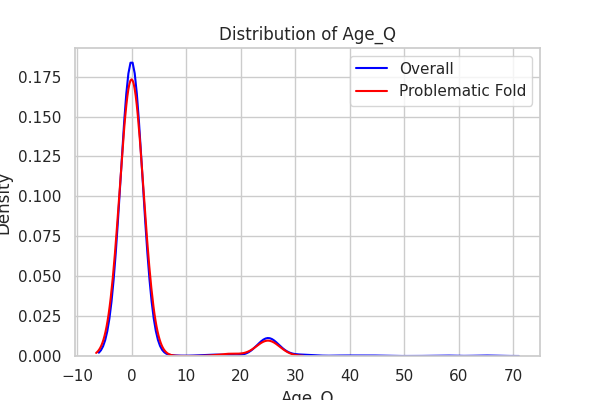 Distribution of Age_Q
Overall
Problematic Fold
Density
0.175
0.150
0.125
0.100
0.075
0.050
0.025
0.000
−10 0 10 20 30 40 50 60 70
Age_Q